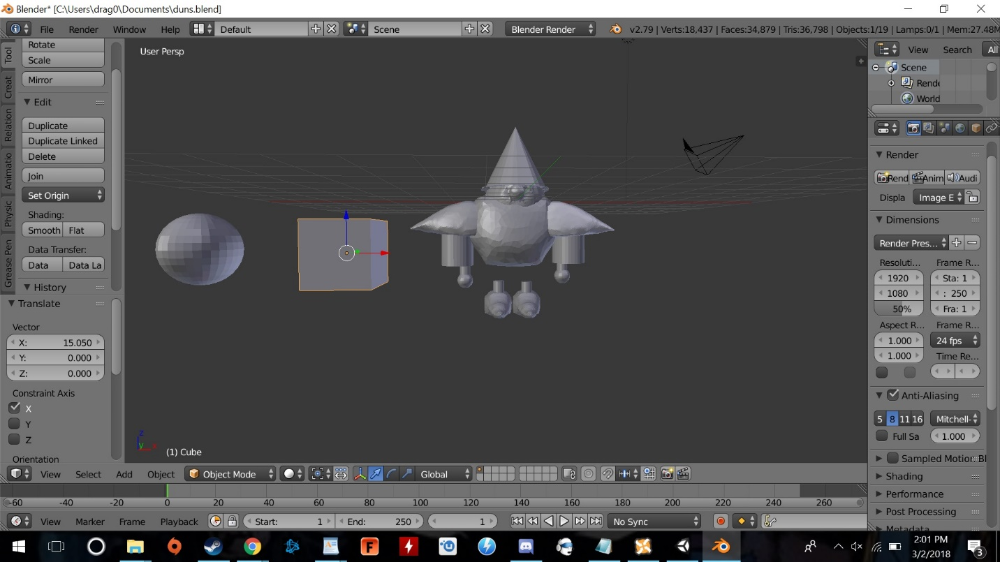 Blender* [C:\Users\drag0\Documents\duns.blend]
File Render Window Help Default Scene Blender Render v2.79 | Verts:18,437 | Faces:34,879 | Tris:36,798 | Objects:1/19 | Lamps:0/1 | Mem:27.48M
Tool
Creat
Relation
Animatio
Physic
Grease Pen
Rotate
Scale
Mirror
Edit
Duplicate
Duplicate Linked
Delete
Join
Set Origin
Shading:
Smooth Flat
Data Transfer:
Data Data La
History
Translate
Vector
X: 15.050
Y: 0.000
Z: 0.000
Constraint Axis
X
Y
Z
Orientation
User Persp
z
y x
(1) Cube
View Select Add Object Object Mode Global
-60 -40 -20 0 20 40 60 80 100 120 140 160 180 200 220 240 260
View Marker Frame Playback Start: 1 End: 250 1 No Sync
View Search All
Scene
Rende
World
Render
Rend Anim Audi
Displa Image E
Dimensions
Render Pres...
Resoluti... Frame R...
1920 Sta: 1
1080 : 250
50% Fra: 1
Aspect R... Frame R...
1.000 24 fps
1.000 Time Re...
Anti-Aliasing
5 8 11 16 Mitchell-
Full Sa 1.000
Sampled Motion Bl
Shading
Performance
Post Processing
Metadata
2:01 PM
3/2/2018
3